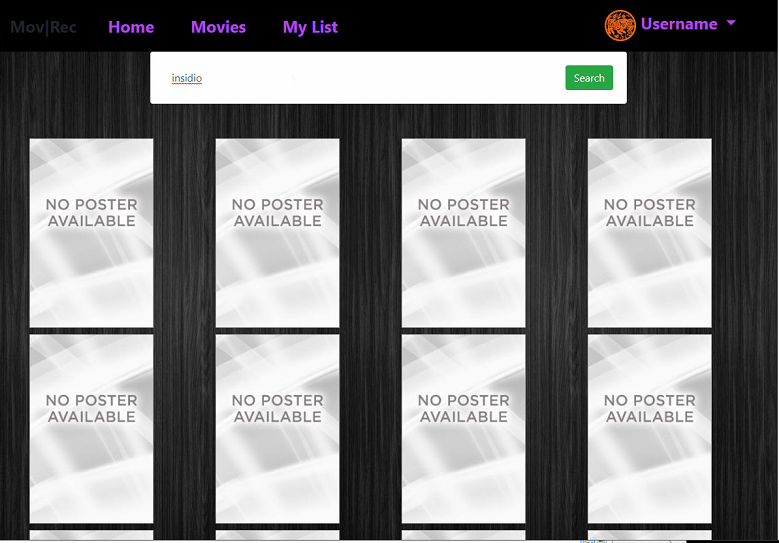 Mov|Rec Home Movies My List Username
insidio Search
NO POSTER NO POSTER NO POSTER NO POSTER
AVAILABLE AVAILABLE AVAILABLE AVAILABLE
NO POSTER NO POSTER NO POSTER NO POSTER
AVAILABLE AVAILABLE AVAILABLE AVAILABLE